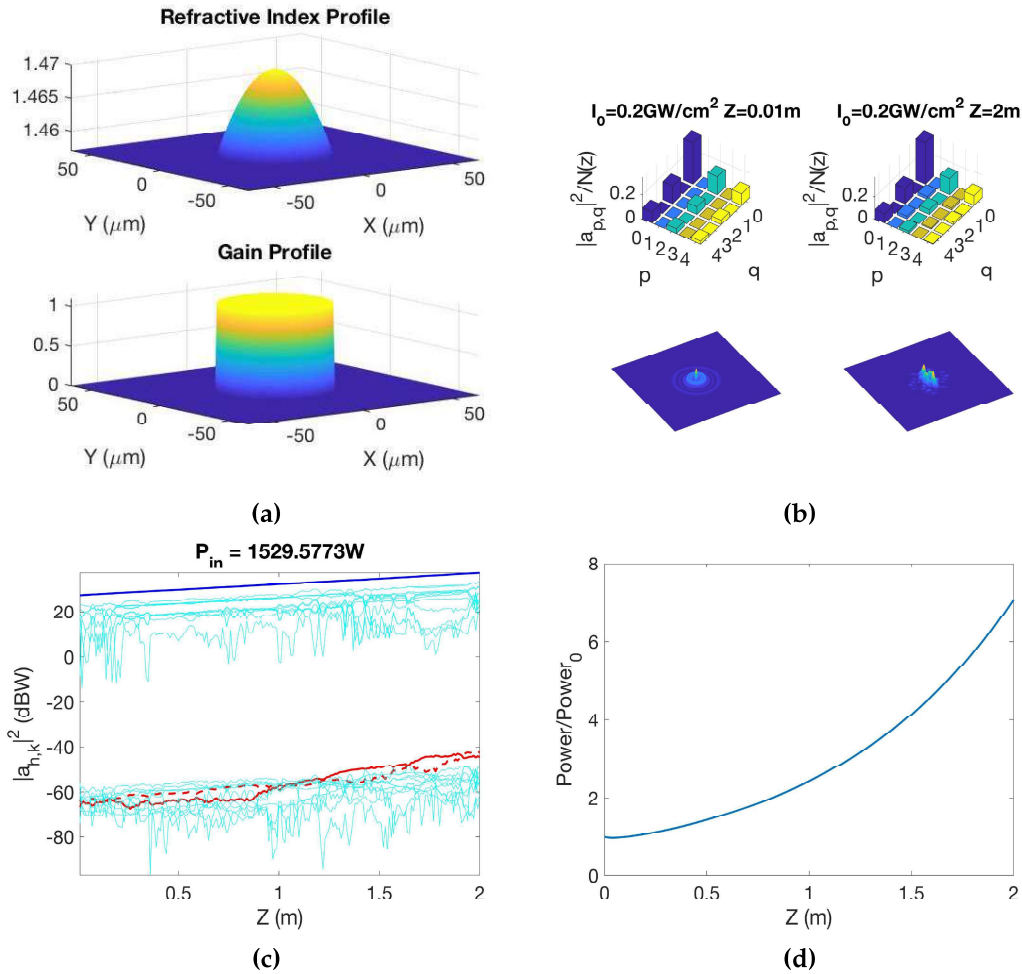 Refractive Index Profile
1.47
1.465
1.46
50
0
-50
-50
0
50
Y (μm)
X (μm)
Gain Profile
1
0.5
0
50
0
-50
-50
0
50
Y (μm)
X (μm)
(a)
I₀=0.2GW/cm² Z=0.01m
|a_p,q|²/N(z)
0.2
0
0 1 2 3 4
4 3 2 1 0
p
q
I₀=0.2GW/cm² Z=2m
|a_p,q|²/N(z)
0.2
0
0 1 2 3 4
4 3 2 1 0
p
q
(b)
P_in = 1529.5773W
|a_h,k|² (dBW)
20
0
-20
-40
-60
-80
0.5 1 1.5 2
Z (m)
(c)
Power/Power₀
8
6
4
2
0
0 0.5 1 1.5 2
Z (m)
(d)